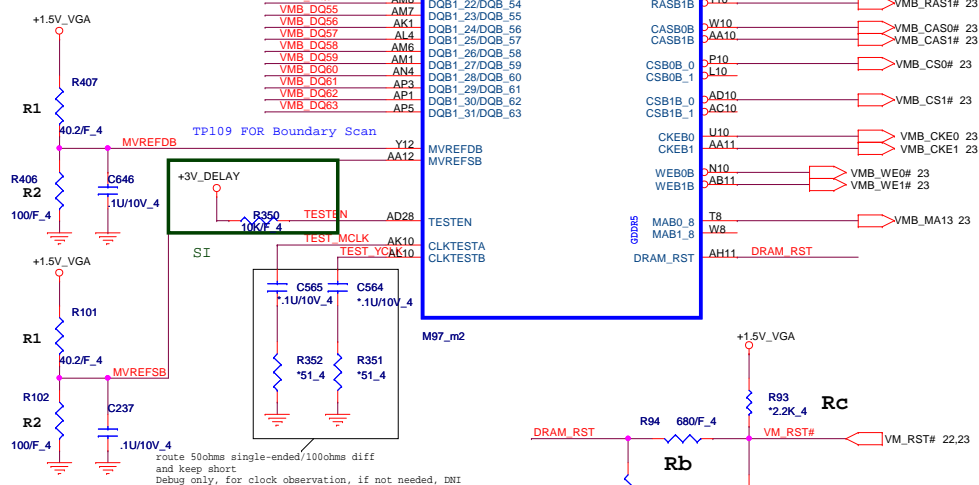 VMB_DQ55 AM7 DQB1_23/DQB_55
VMB_DQ56 AK1 DQB1_24/DQB_56
VMB_DQ57 AL4 DQB1_25/DQB_57
VMB_DQ58 AM6 DQB1_26/DQB_58
VMB_DQ59 AM1 DQB1_27/DQB_59
VMB_DQ60 AN4 DQB1_28/DQB_60
VMB_DQ61 AP3 DQB1_29/DQB_61
VMB_DQ62 AP1 DQB1_30/DQB_62
VMB_DQ63 AP5 DQB1_31/DQB_63
DQB1_22/DQB_54
RASB1B VMB_RAS1# 23
CASB0B W10 VMB_CAS0# 23
CASB1B AA10 VMB_CAS1# 23
CSB0B_0 P10 VMB_CS0# 23
CSB0B_1 L10
CSB1B_0 AD10 VMB_CS1# 23
CSB1B_1 AC10
CKEB0 U10 VMB_CKE0 23
CKEB1 AA11 VMB_CKE1 23
WEB0B N10 VMB_WE0# 23
WEB1B AB11 VMB_WE1# 23
MAB0_8 T8 VMB_MA13 23
MAB1_8 W8
GDDR5
DRAM_RST AH11 DRAM_RST
+1.5V_VGA
R407
R1
40.2/F_4
TP109 FOR Boundary Scan
MVREFDB Y12 MVREFDB
AA12 MVREFSB
R406
R2
100/F_4
C646
.1U/10V_4
+3V_DELAY
R350
10K/F_4
TESTEN AD28 TESTEN
SI
TEST_MCLK AK10 CLKTESTA
TEST_YCLK AL10 CLKTESTB
+1.5V_VGA
R101
R1
40.2/F_4
MVREFSB
R102
R2
100/F_4
C237
.1U/10V_4
C565
*.1U/10V_4
C564
*.1U/10V_4
R352
*51_4
R351
*51_4
M97_m2
route 50ohms single-ended/100ohms diff
and keep short
Debug only, for clock observation, if not needed, DNI
+1.5V_VGA
R93
*2.2K_4
Rc
DRAM_RST
R94 680/F_4
Rb
VM_RST# VM_RST# 22,23